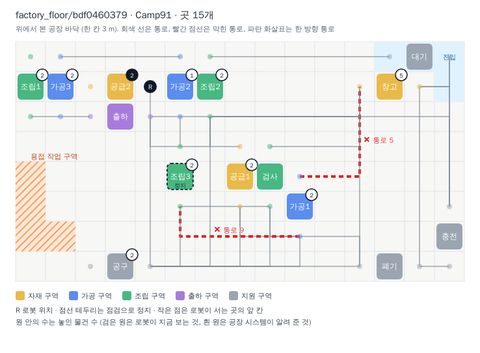 factory_floor/bdf0460379 · Camp91 · 곳 15개
위에서 본 공장 바닥 (한 칸 3 m). 회색 선은 통로, 빨간 점선은 막힌 통로, 파란 화살표는 한 방향 통로
대기 진입
2 2 2 2 2 5
조립1 가공3 공급2 R 가공2 조립2 창고
출하
✕ 통로 5
용접 작업 구역
2 2
조립3 공급1 검사
정지
2
가공1
✕ 통로 9
충전
2
공구 폐기
자재 구역 가공 구역 조립 구역 출하 구역 지원 구역
R 로봇 위치 · 점선 테두리는 점검으로 정지 · 작은 점은 로봇이 서는 곳의 앞 칸
원 안의 수는 놓인 물건 수 (검은 원은 로봇이 지금 보는 것, 흰 원은 공장 시스템이 알려 준 것)